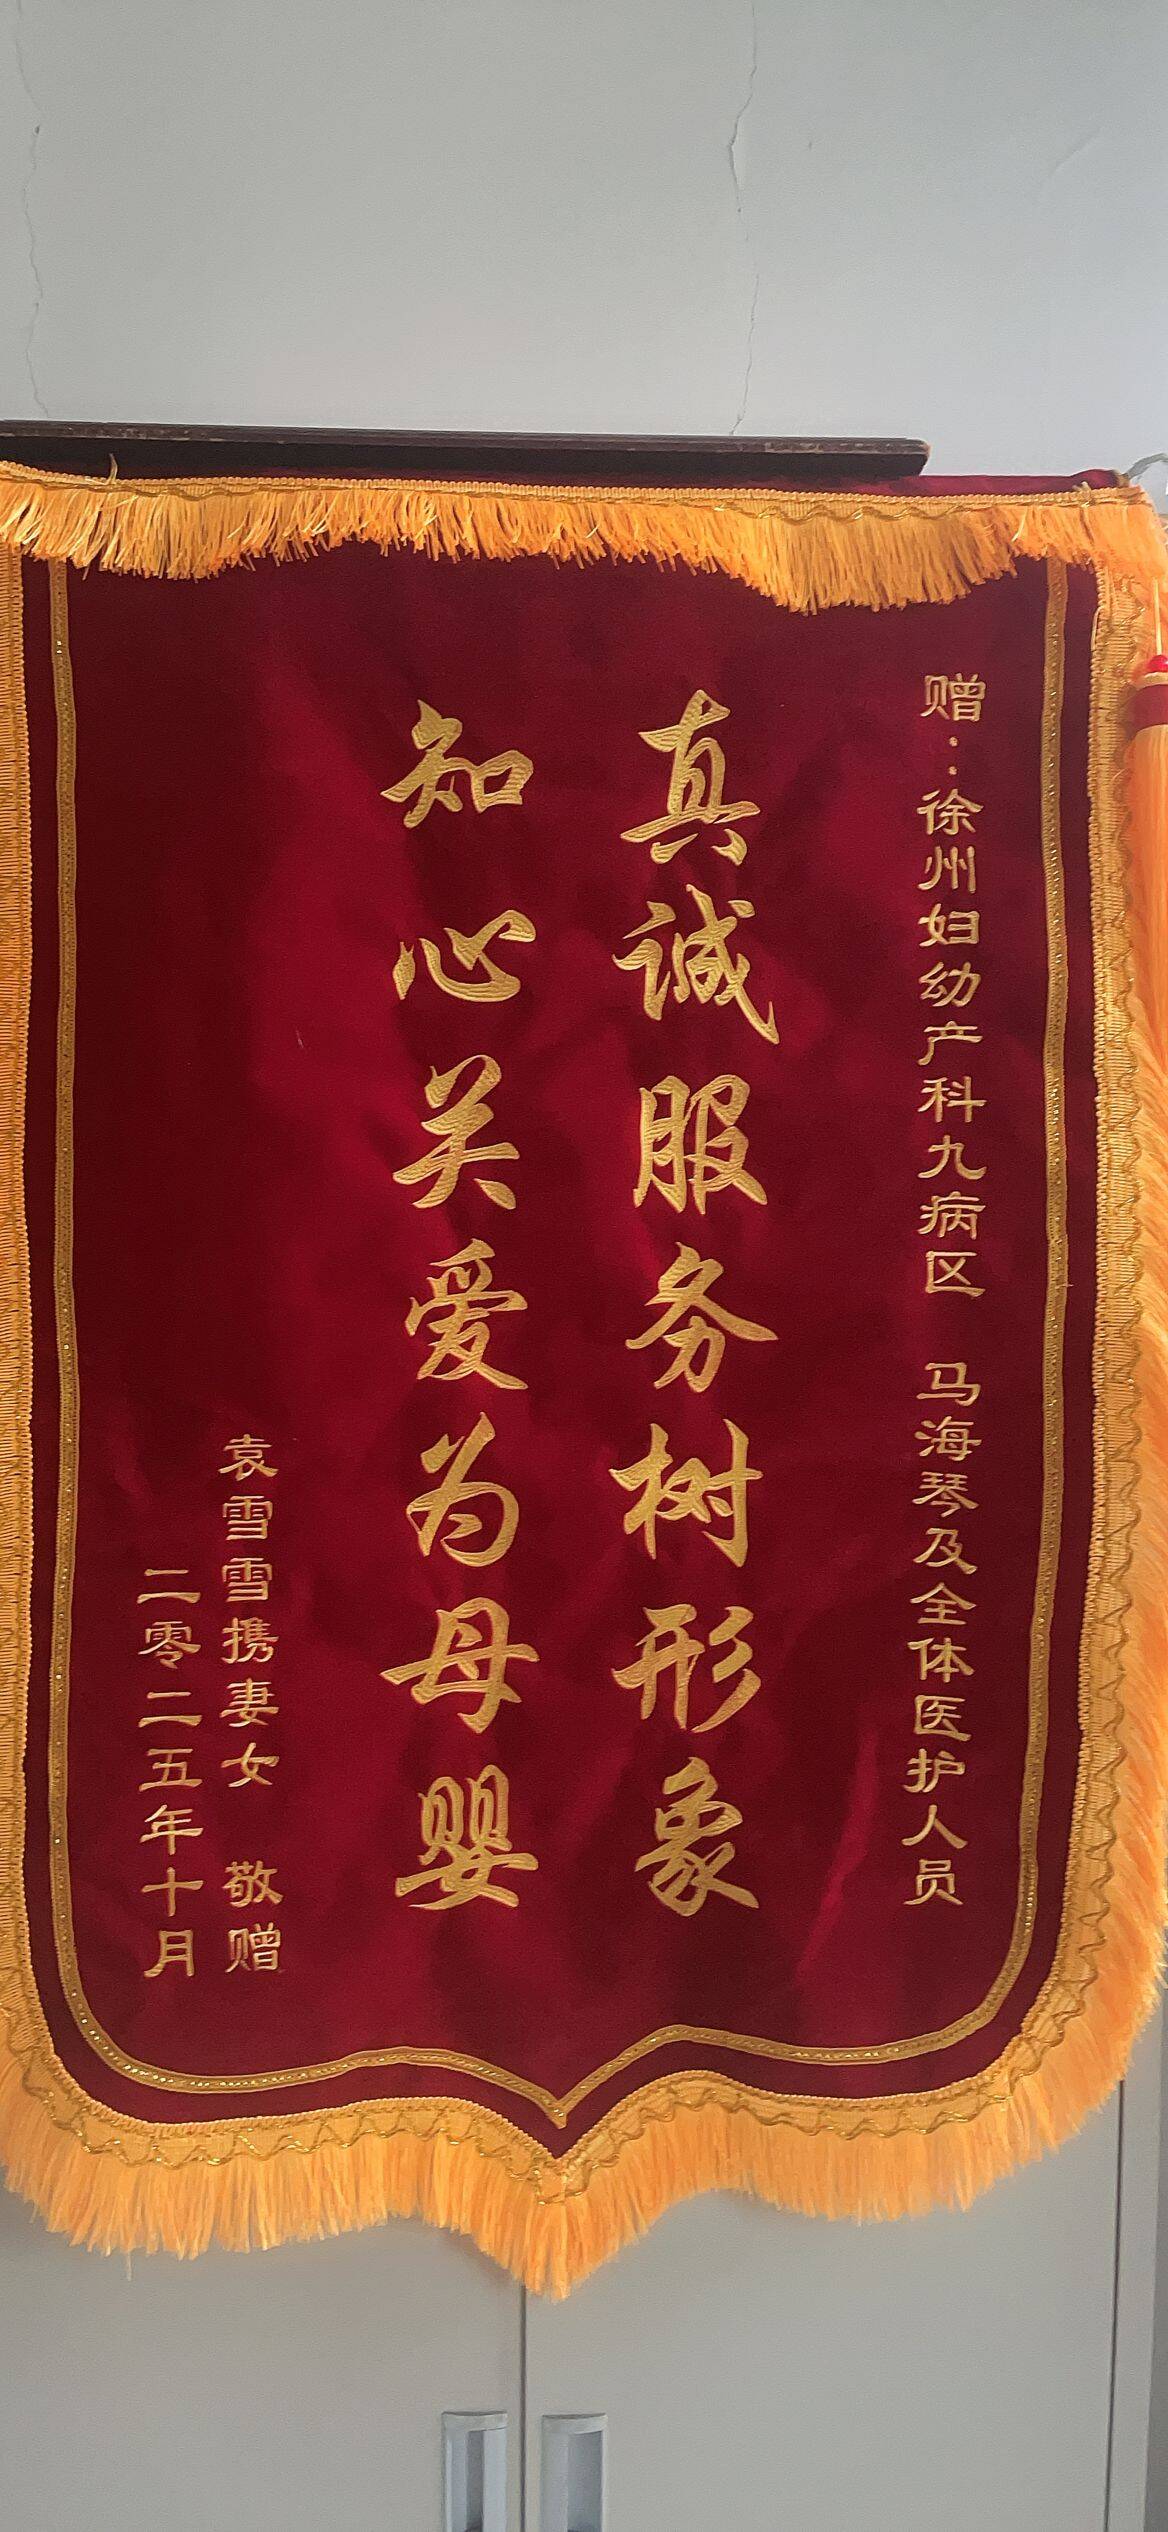 赠：徐州妇幼产科九病区 马海琴及全体医护人员
真诚服务树形象
知心关爱为母婴
袁雪雪携妻女 敬赠
二零二五年十月